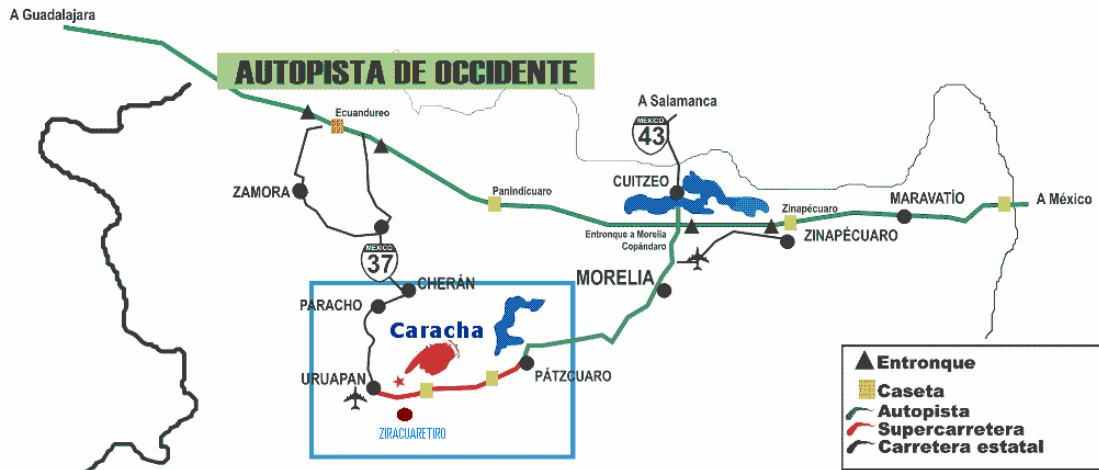 A Guadalajara
AUTOPISTA DE OCCIDENTE
Ecuandureo
A Salamanca
MEXICO
43
ZAMORA
CUITZEO
Panindícuaro
Zinapécuaro
MARAVATÍO
A México
Entronque a Morelia
Copándaro
ZINAPÉCUARO
MEXICO
37
CHERÁN
MORELIA
PARACHO
Caracha
URUAPAN
PÁTZCUARO
ZIRACUARETIRO
Entronque
Caseta
Autopista
Supercarretera
Carretera estatal